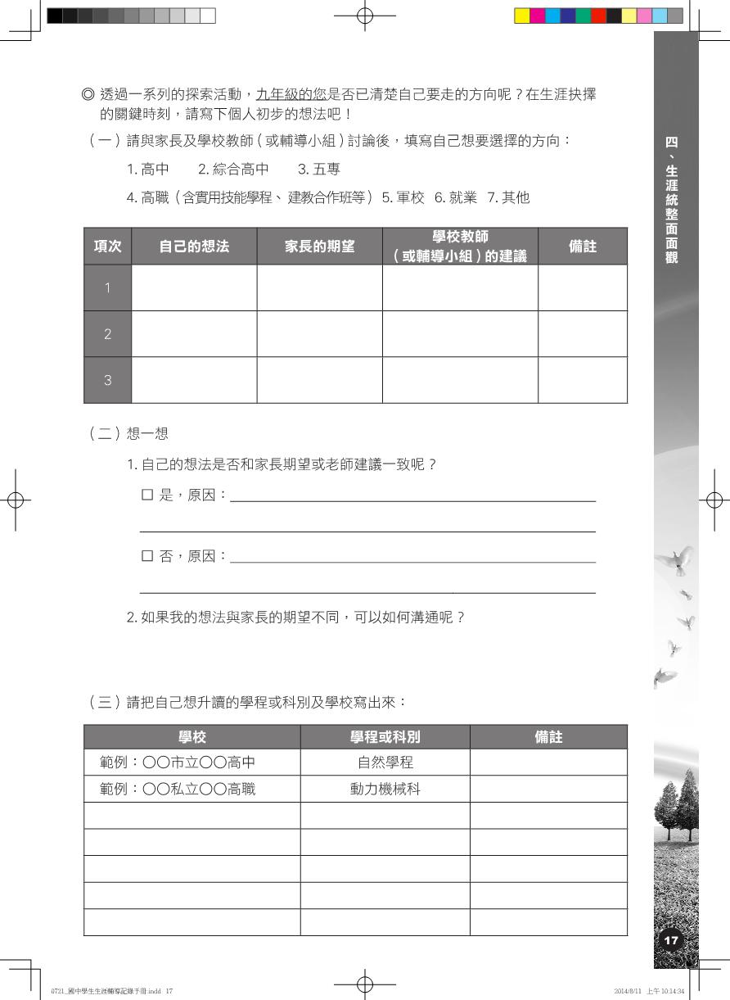 ◎ 透過一系列的探索活動，九年級的您是否已清楚自己要走的方向呢？在生涯抉擇
的關鍵時刻，請寫下個人初步的想法吧！
（一）請與家長及學校教師（或輔導小組）討論後，填寫自己想要選擇的方向：
1. 高中 2. 綜合高中 3. 五專
4. 高職（含實用技能學程、建教合作班等）5. 軍校 6. 就業 7. 其他
項次 自己的想法 家長的期望 學校教師（或輔導小組）的建議 備註
1
2
3
（二）想一想
1. 自己的想法是否和家長期望或老師建議一致呢？
□ 是，原因：
□ 否，原因：
2. 如果我的想法與家長的期望不同，可以如何溝通呢？
（三）請把自己想升讀的學程或科別及學校寫出來：
學校 學程或科別 備註
範例：○○市立○○高中 自然學程
範例：○○私立○○高職 動力機械科
四、生涯統整面面觀
17
0721_國中學生生涯輔導記錄手冊.indd 17
2014/8/11 上午 10:14:34